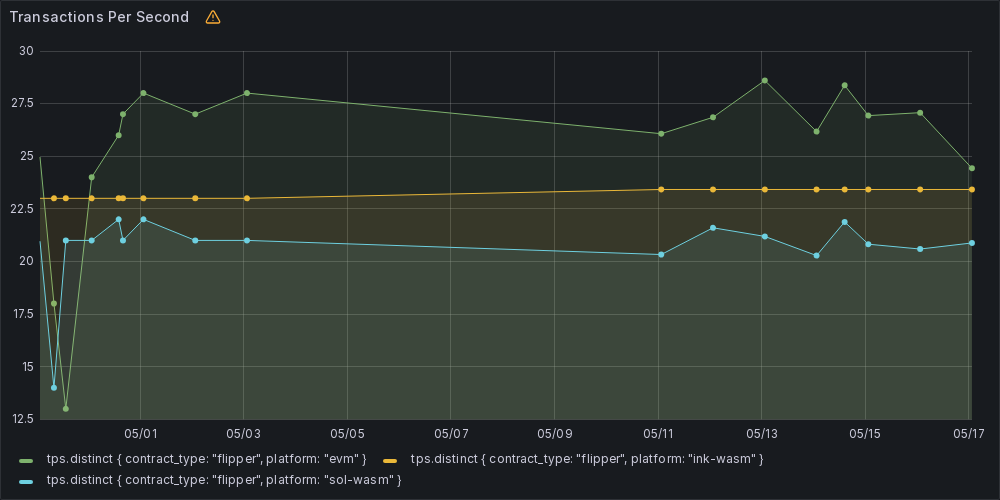 Transactions Per Second
30
27.5
25
22.5
20
17.5
15
12.5
05/01 05/03 05/05 05/07 05/09 05/11 05/13 05/15 05/17
tps.distinct { contract_type: "flipper", platform: "evm" } tps.distinct { contract_type: "flipper", platform: "ink-wasm" }
tps.distinct { contract_type: "flipper", platform: "sol-wasm" }